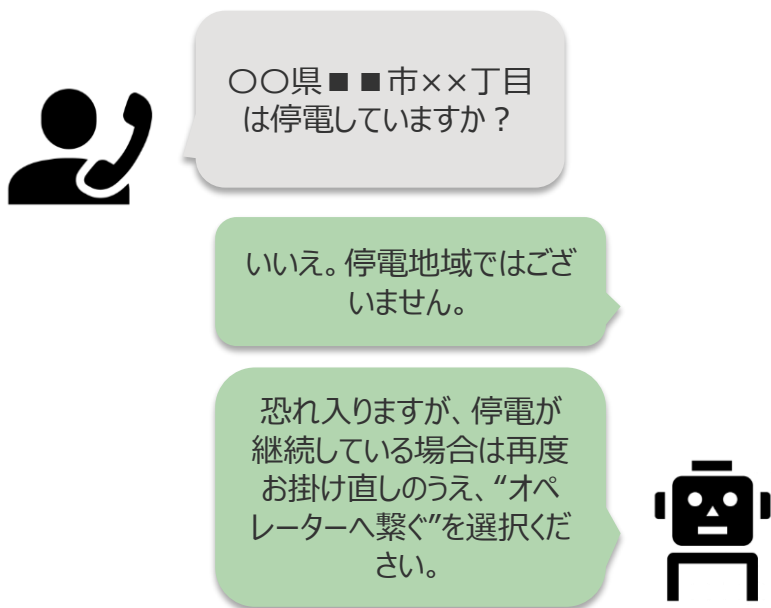 〇〇県■■市××丁目
は停電していますか？
いいえ。停電地域ではござ
いません。
恐れ入りますが、停電が
継続している場合は再度
お掛け直しのうえ、“オペ
レーターへ繋ぐ”を選択くだ
さい。